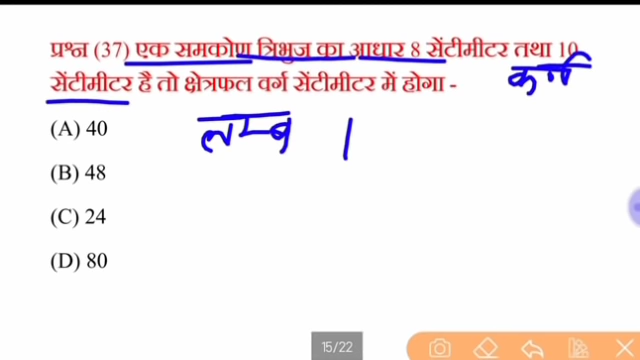 प्रश्न (37) एक समकोण त्रिभुज का आधार 8 सेंटीमीटर तथा 10
सेंटीमीटर है तो क्षेत्रफल वर्ग सेंटीमीटर में होगा -
कर्ण
(A) 40
लम्ब |
(B) 48
(C) 24
(D) 80
15/22